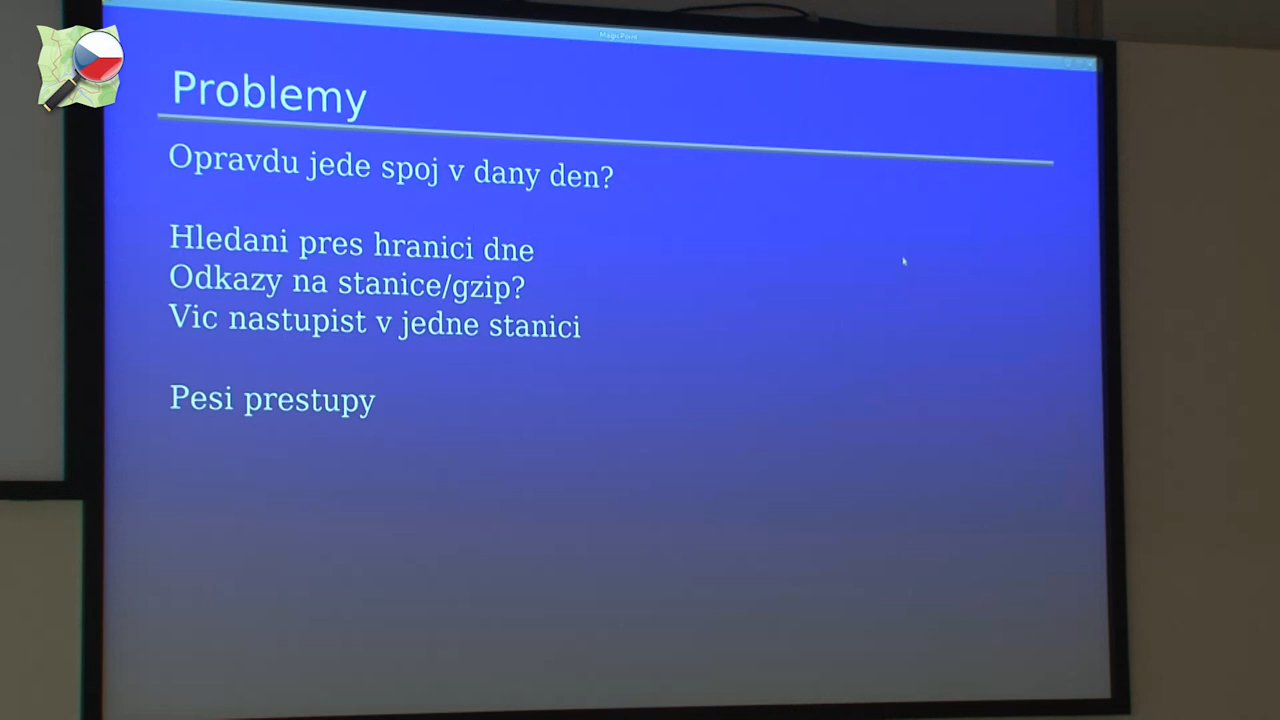 MagicPoint
Problemy
Opravdu jede spoj v dany den?
Hledani pres hranici dne
Odkazy na stanice/gzip?
Vic nastupist v jedne stanici
Pesi prestupy